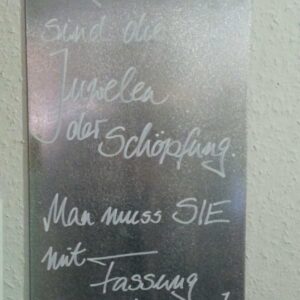 sind die
Juwelen
der Schöpfung.
Man muss SIE
mit
Fassung